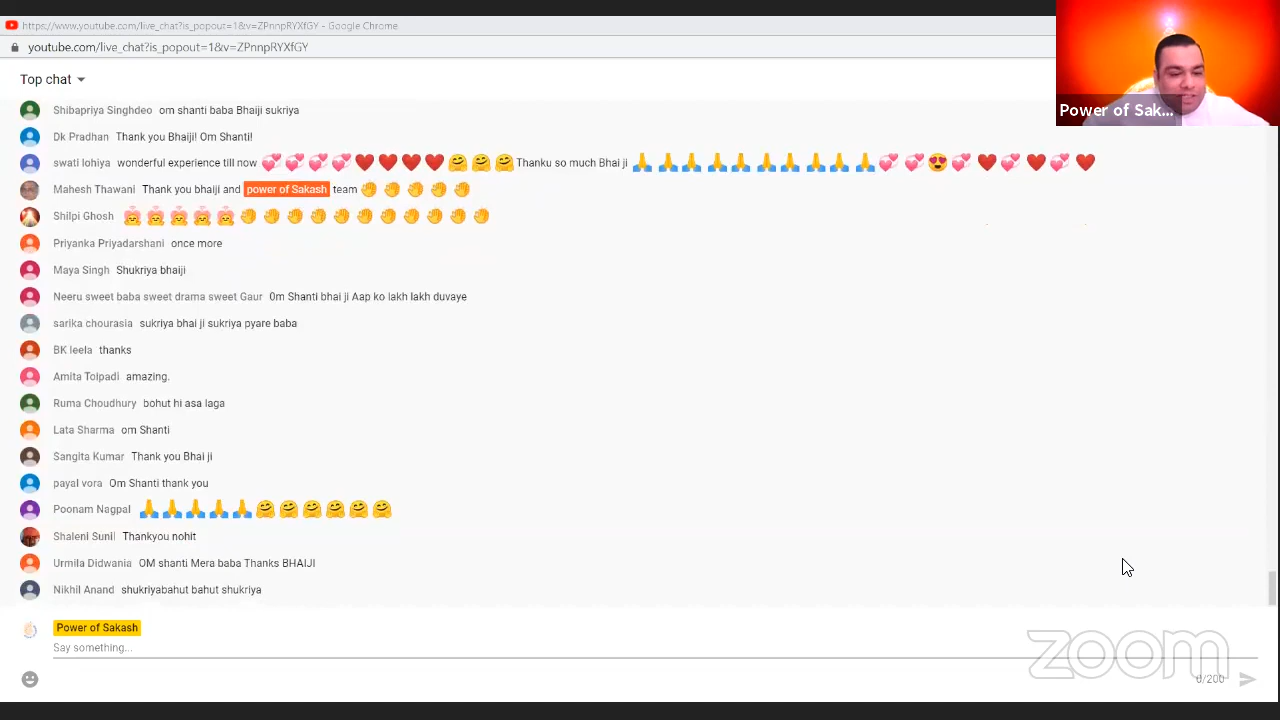 https://www.youtube.com/live_chat?is_popout=1&v=ZPnnpRYXfGY - Google Chrome
youtube.com/live_chat?is_popout=1&v=ZPnnpRYXfGY
Top chat
Power of Sak...
Shibapriya Singhdeo om shanti baba Bhaiji sukriya
Dk Pradhan Thank you Bhaiji! Om Shanti!
swati lohiya wonderful experience till now 💞💞💞💞❤️❤️❤️❤️🤗🤗🤗Thanku so much Bhai ji🙏🙏🙏🙏🙏🙏🙏🙏🙏🙏💞💞😍💞❤️💞❤️💞❤️
Mahesh Thawani Thank you bhaiji and power of Sakash team 👏👏👏👏👏
Shilpi Ghosh 🙆🙆🙆🙆🙆👏👏👏👏👏👏👏👏👏👏👏
Priyanka Priyadarshani once more
Maya Singh Shukriya bhaiji
Neeru sweet baba sweet drama sweet Gaur 0m Shanti bhai ji Aap ko lakh lakh duvaye
sarika chourasia sukriya bhai ji sukriya pyare baba
BK leela thanks
Amita Tolpadi amazing.
Ruma Choudhury bohut hi asa laga
Lata Sharma om Shanti
Sangita Kumar Thank you Bhai ji
payal vora Om Shanti thank you
Poonam Nagpal 🙏🙏🙏🙏🙏🤗🤗🤗🤗🤗🤗
Shaleni Sunil Thankyou nohit
Urmila Didwania OM shanti Mera baba Thanks BHAIJI
Nikhil Anand shukriyabahut bahut shukriya
Power of Sakash
Say something...
zoom
0/200